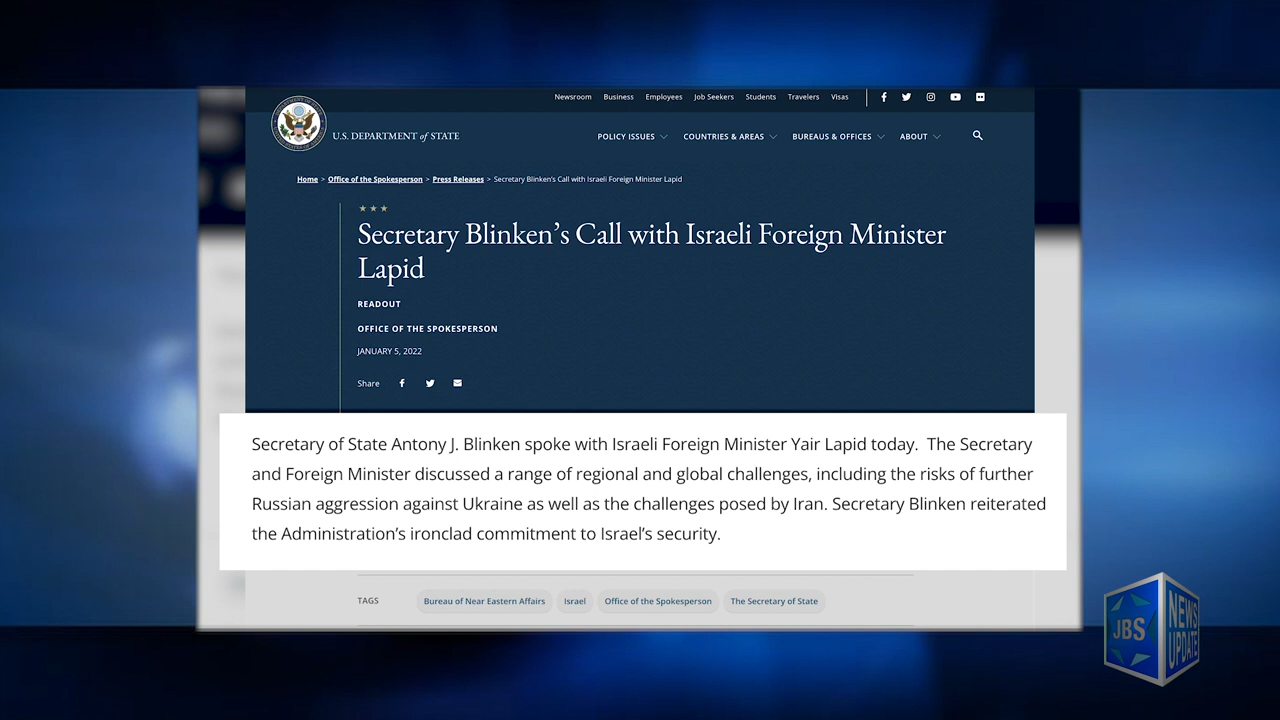 Newsroom Business Employees Job Seekers Students Travelers Visas
U.S. DEPARTMENT of STATE
POLICY ISSUES COUNTRIES & AREAS BUREAUS & OFFICES ABOUT
Home > Office of the Spokesperson > Press Releases > Secretary Blinken's Call with Israeli Foreign Minister Lapid
Secretary Blinken's Call with Israeli Foreign Minister
Lapid
READOUT
OFFICE OF THE SPOKESPERSON
JANUARY 5, 2022
Share
Secretary of State Antony J. Blinken spoke with Israeli Foreign Minister Yair Lapid today. The Secretary
and Foreign Minister discussed a range of regional and global challenges, including the risks of further
Russian aggression against Ukraine as well as the challenges posed by Iran. Secretary Blinken reiterated
the Administration's ironclad commitment to Israel's security.
TAGS Bureau of Near Eastern Affairs Israel Office of the Spokesperson The Secretary of State
JBS
NEWS
UPDATE